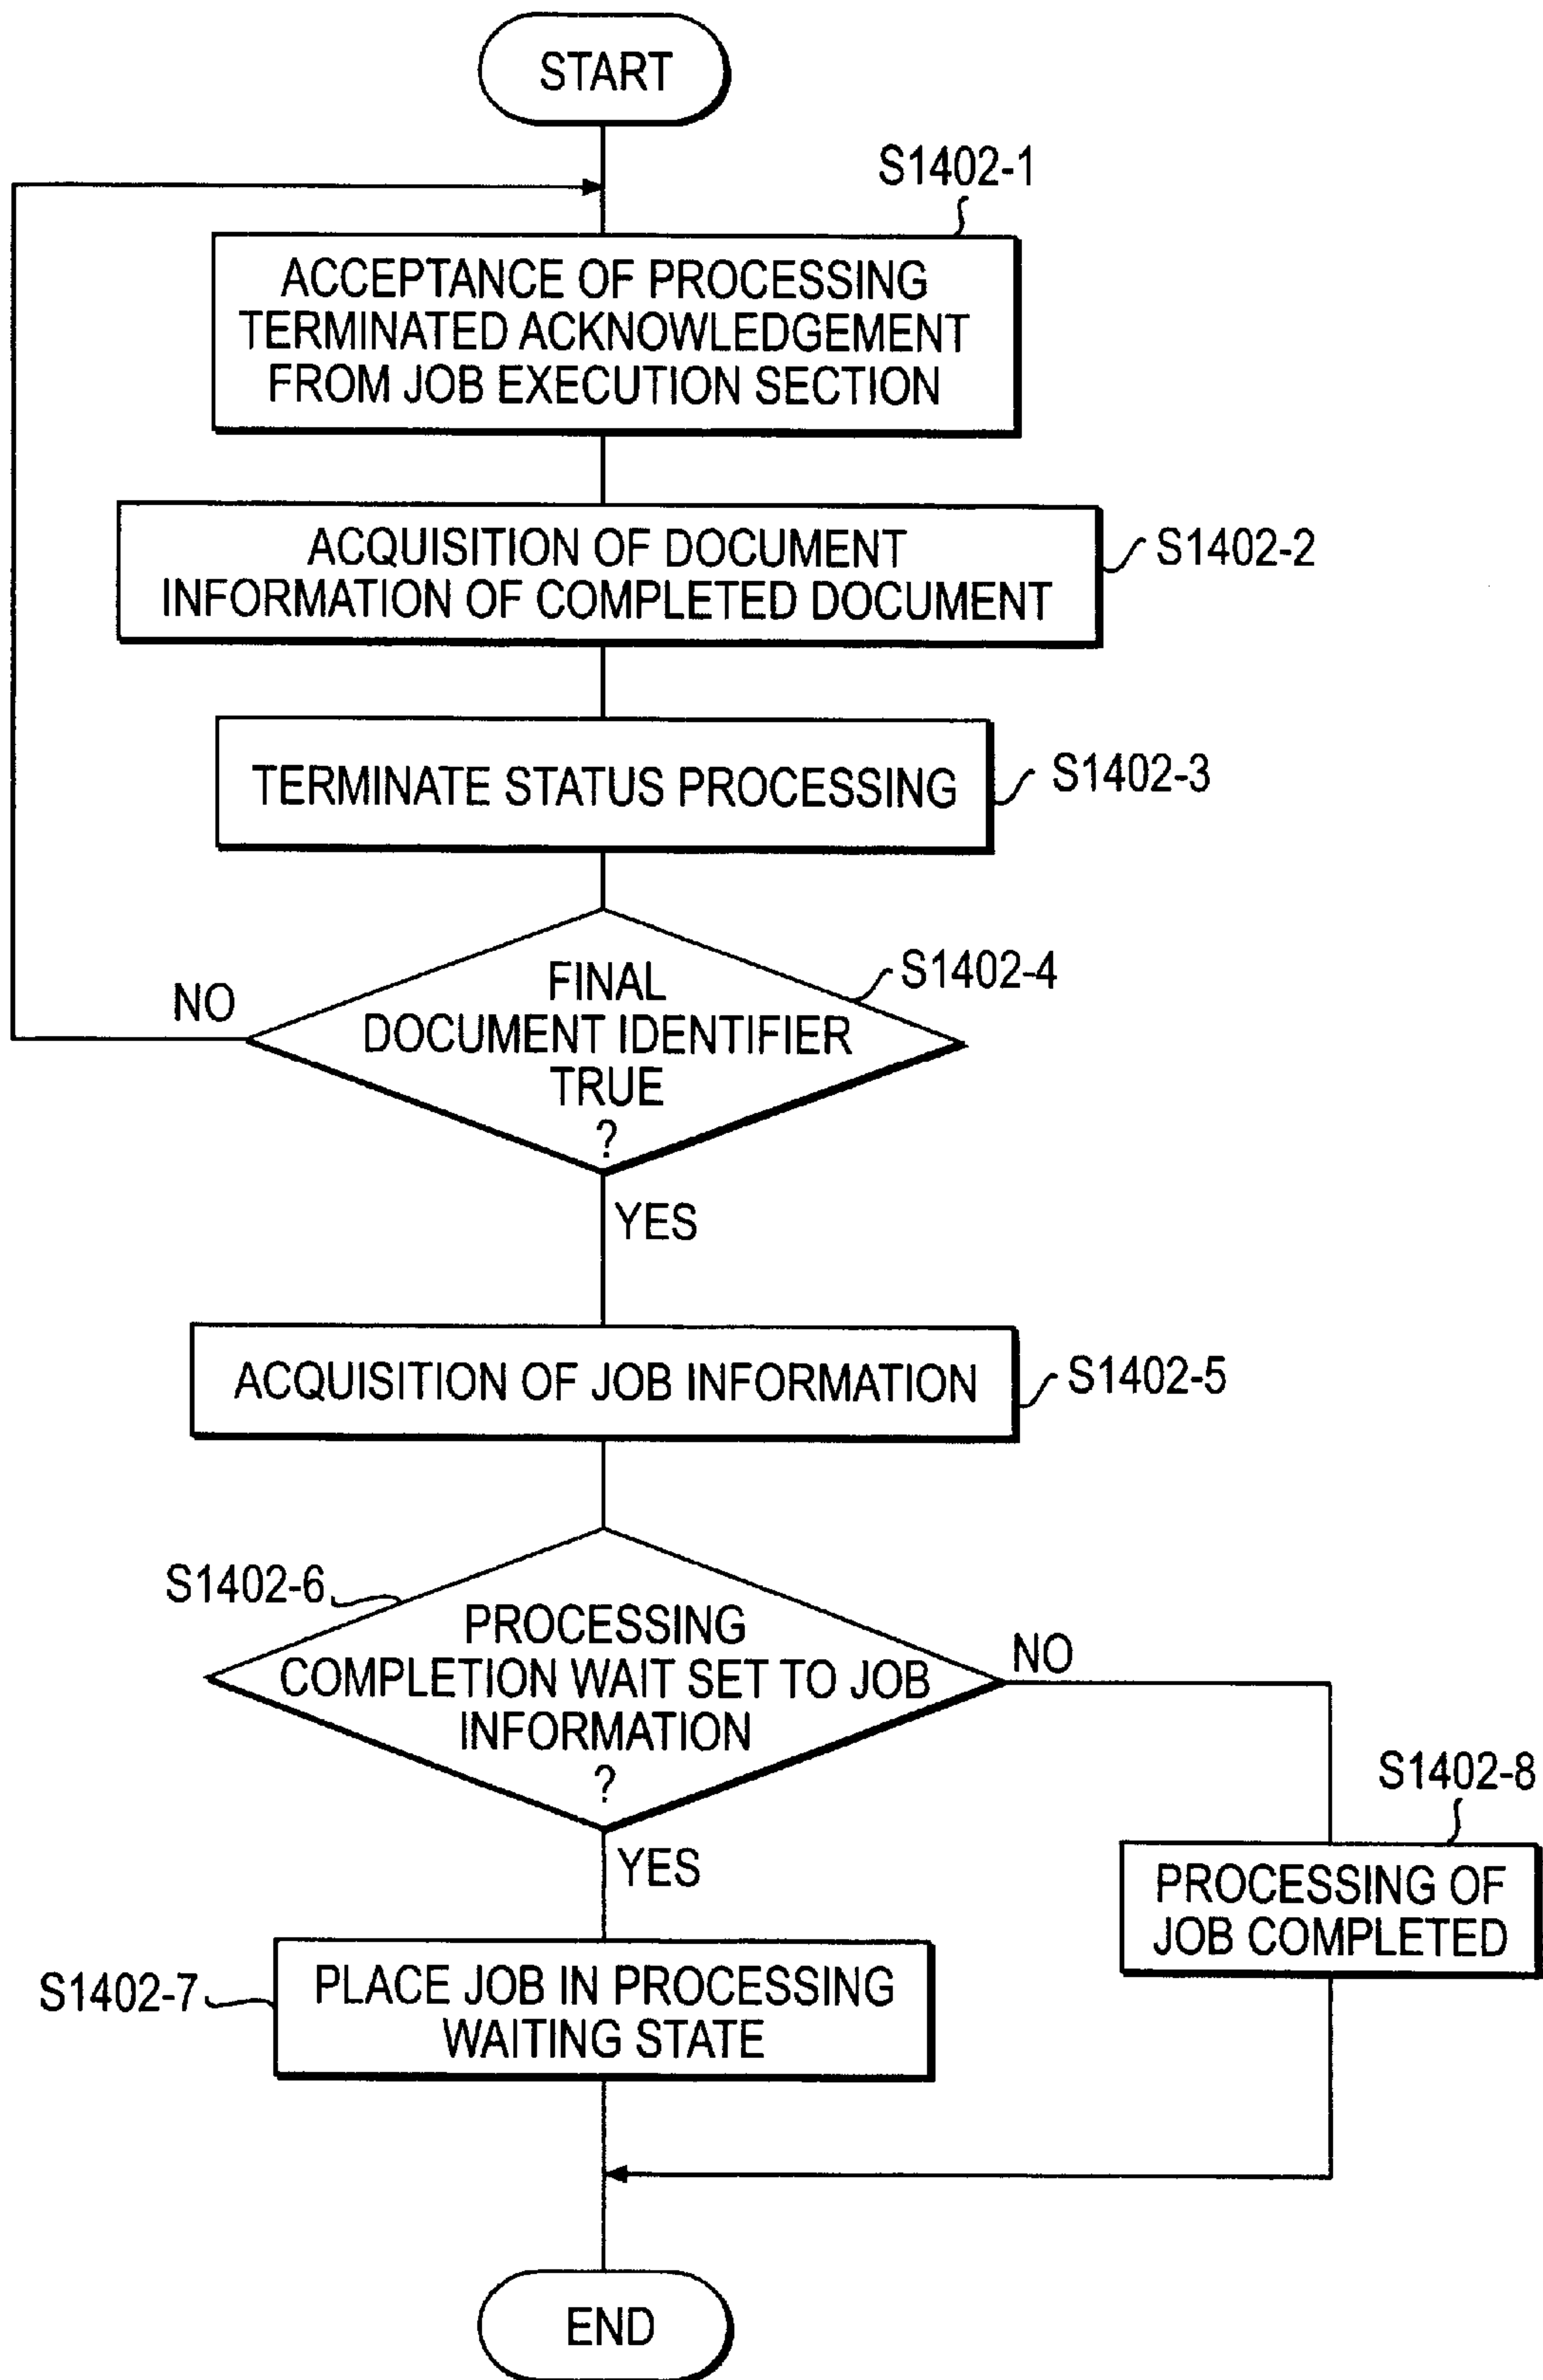 START
S1402-1
ACCEPTANCE OF PROCESSING
TERMINATED ACKNOWLEDGEMENT
FROM JOB EXECUTION SECTION
ACQUISITION OF DOCUMENT
INFORMATION OF COMPLETED DOCUMENT
S1402-2
TERMINATE STATUS PROCESSING
S1402-3
S1402-4
FINAL
DOCUMENT IDENTIFIER
TRUE
?
NO
YES
ACQUISITION OF JOB INFORMATION
S1402-5
S1402-6
PROCESSING
COMPLETION WAIT SET TO JOB
INFORMATION
?
NO
YES
S1402-8
PROCESSING OF
JOB COMPLETED
S1402-7
PLACE JOB IN PROCESSING
WAITING STATE
END